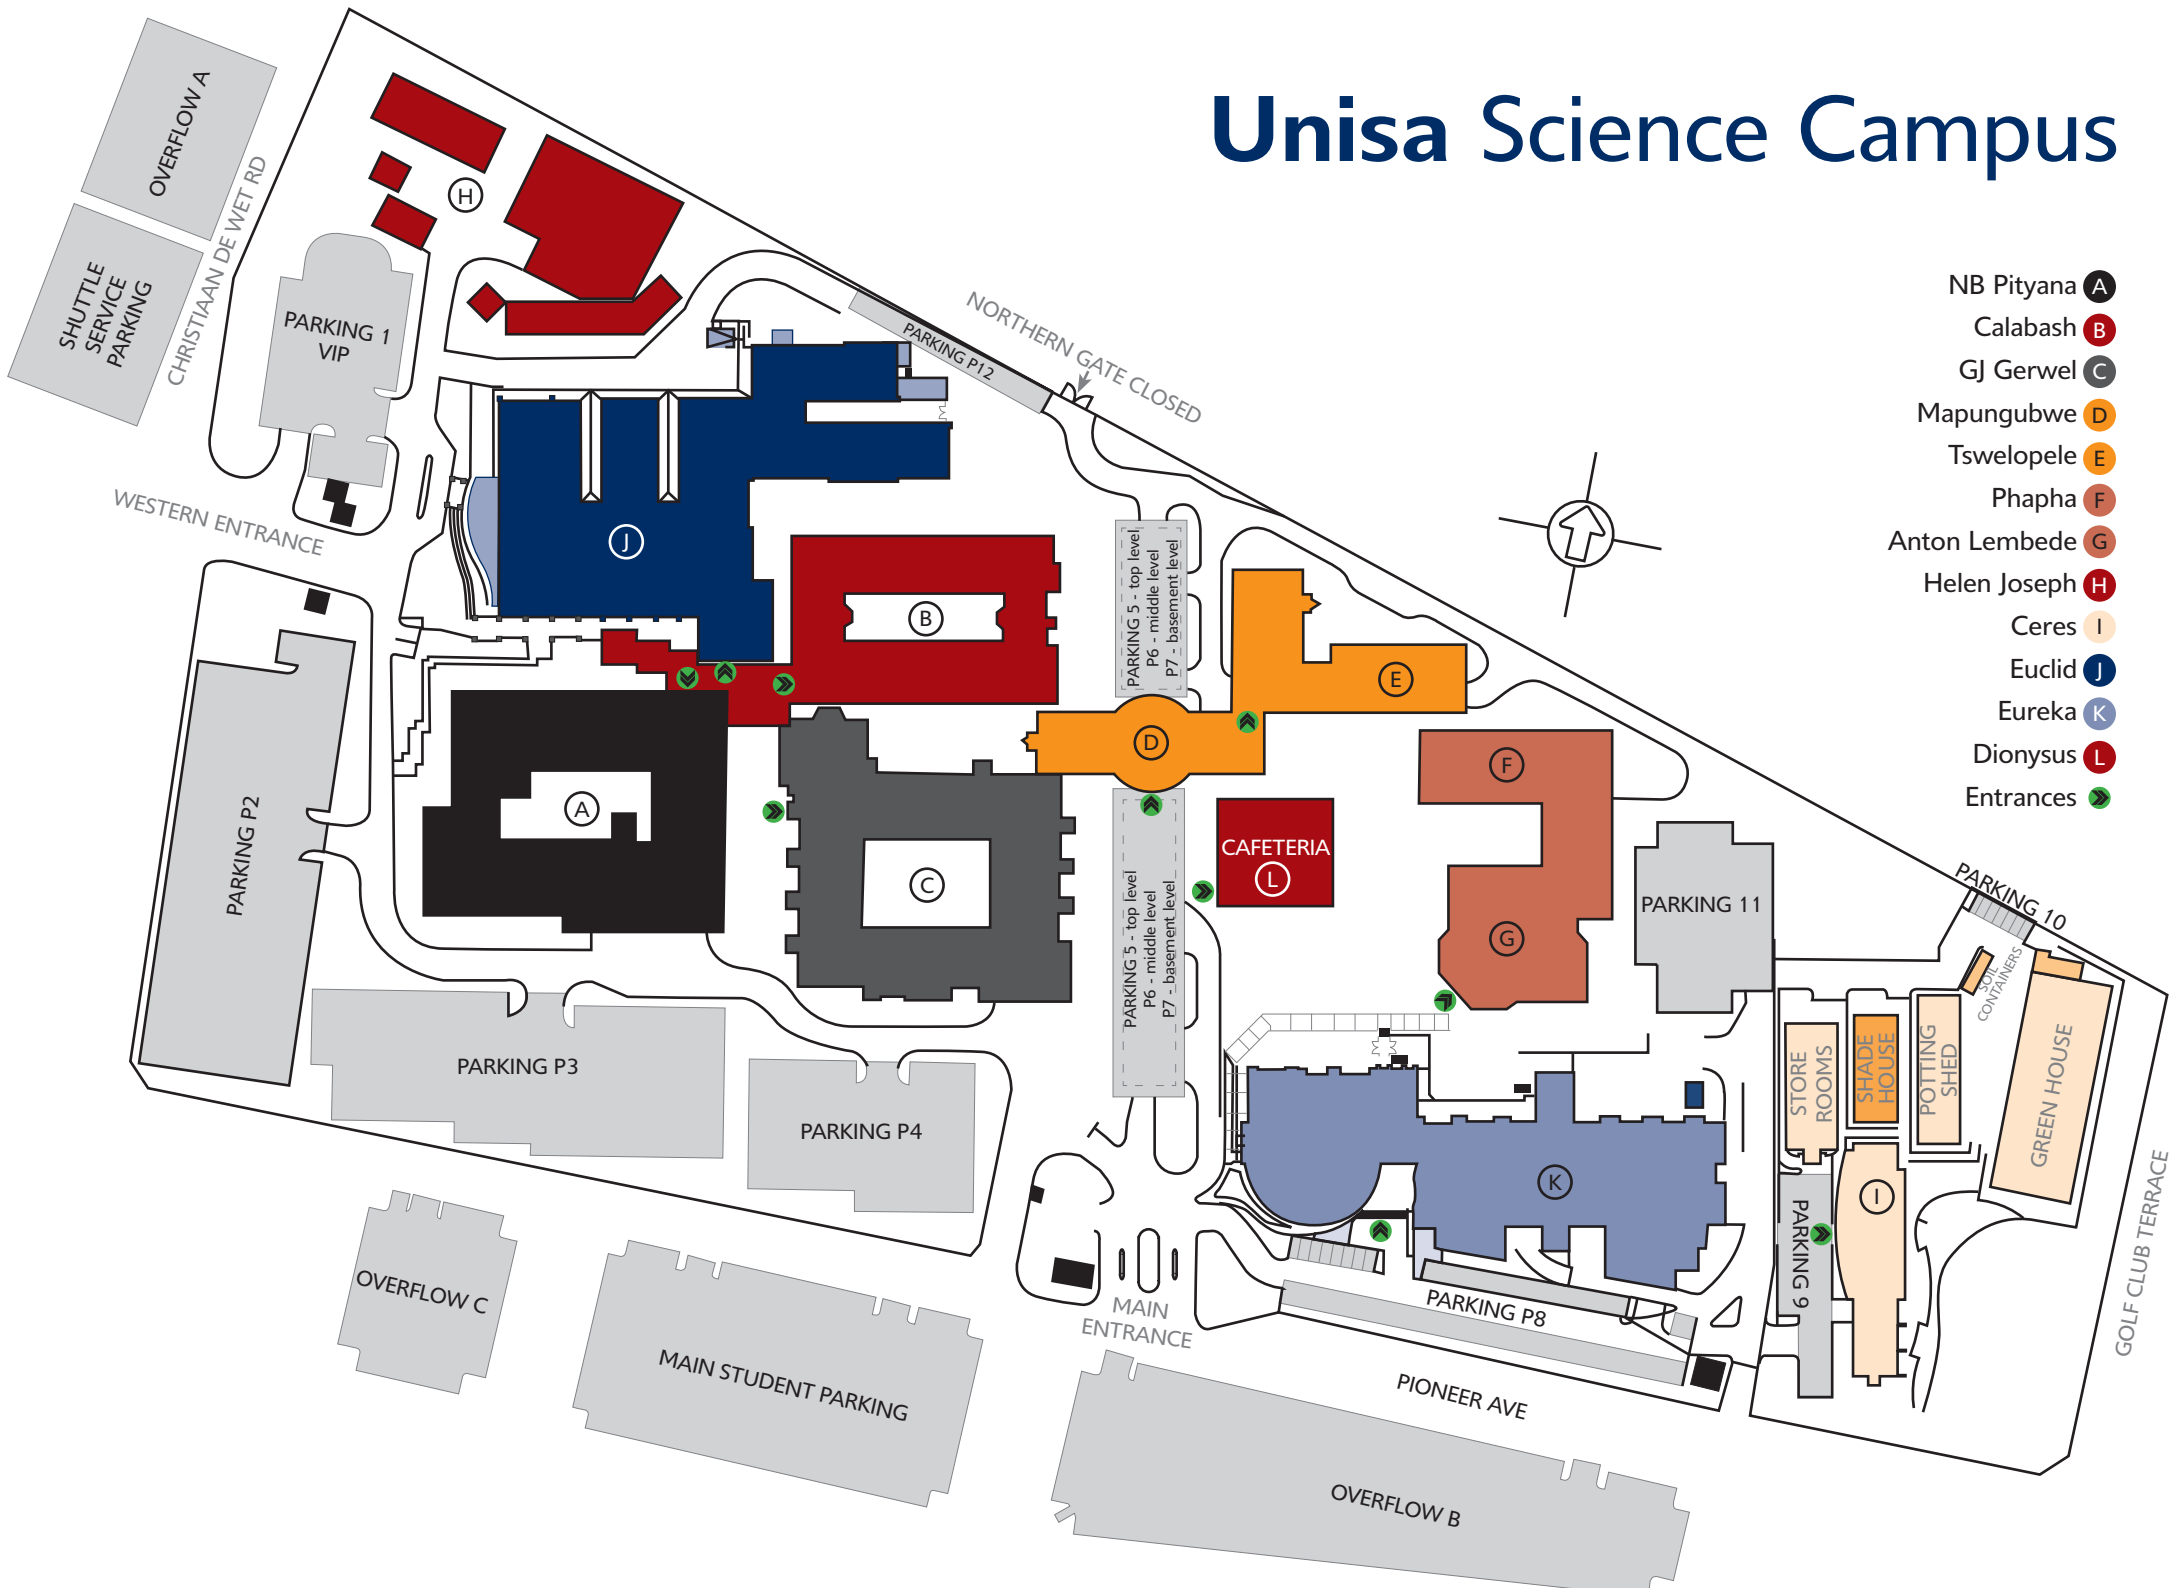 Unisa Science Campus
OVERFLOW A
CHRISTIAAN DE WET RD
SHUTTLE
SERVICE
PARKING
H
PARKING 1
VIP
PARKING P12
NORTHERN GATE CLOSED
NB Pityana A
Calabash B
GJ Gerwel C
Mapungubwe D
Tswelopele E
Phapha F
Anton Lembede G
Helen Joseph H
Ceres I
Euclid J
Eureka K
Dionysus L
Entrances
WESTERN ENTRANCE
J
B
PARKING 5 - top level
P6 - middle level
P7 - basement level
E
D
F
A
PARKING P2
C
PARKING 5 - top level
P6 - middle level
P7 - basement level
CAFETERIA
L
G
PARKING 11
PARKING 10
SOIL
CONTAINERS
STORE
ROOMS
SHADE
HOUSE
POTTING
SHED
GREEN HOUSE
PARKING P3
PARKING P4
K
I
PARKING 9
GOLF CLUB TERRACE
OVERFLOW C
MAIN
ENTRANCE
PARKING P8
MAIN STUDENT PARKING
PIONEER AVE
OVERFLOW B